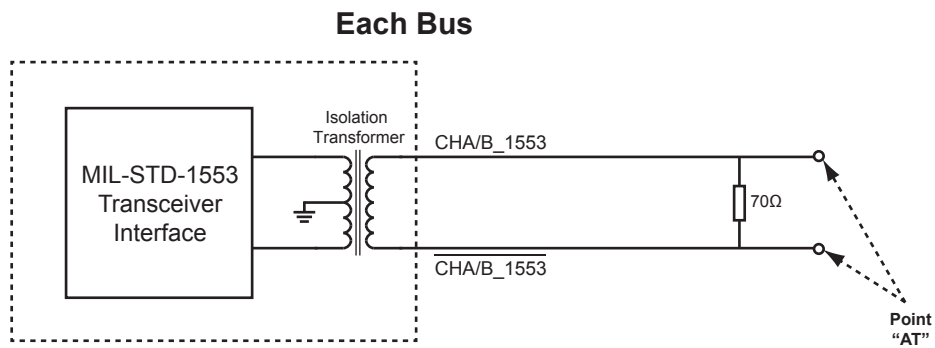 Each Bus
Isolation
Transformer
CHA/B_1553
MIL-STD-1553
Transceiver
Interface
70Ω
CHA/B_1553
Point
“AT”